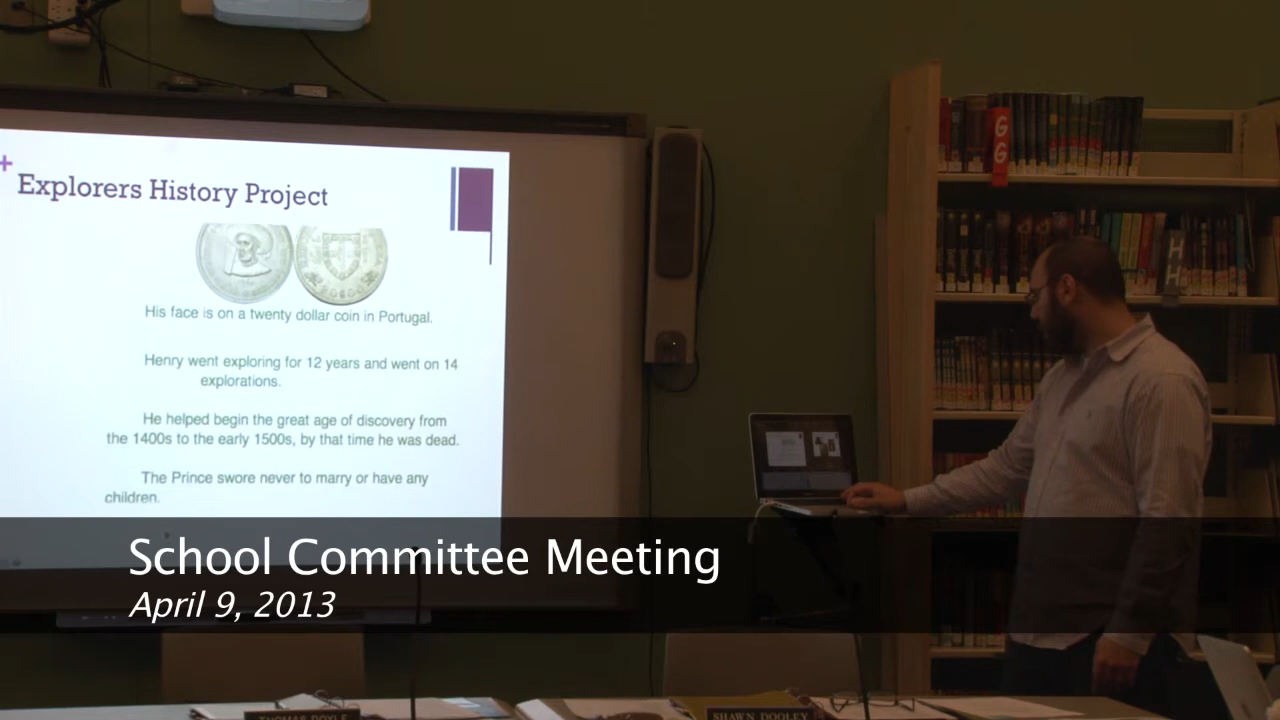 +
Explorers History Project
His face is on a twenty dollar coin in Portugal.
Henry went exploring for 12 years and went on 14
explorations.
He helped begin the great age of discovery from
the 1400s to the early 1500s, by that time he was dead.
The Prince swore never to marry or have any
children.
G
G
H
H
School Committee Meeting
April 9, 2013
THOMAS DOYLE
SHAWN DOOLEY